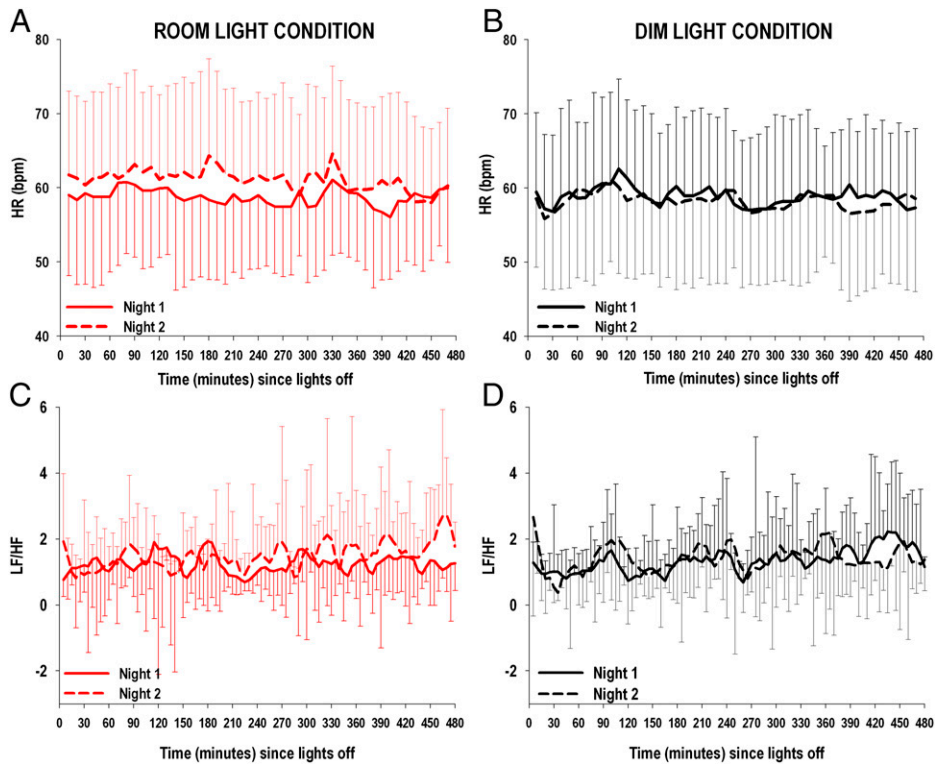 A
ROOM LIGHT CONDITION
80
70
60
50
40
HR (bpm)
Night 1
Night 2
0 30 60 90 120 150 180 210 240 270 300 330 360 390 420 450 480
Time (minutes) since lights off
B
DIM LIGHT CONDITION
80
70
60
50
40
HR (bpm)
Night 1
Night 2
0 30 60 90 120 150 180 210 240 270 300 330 360 390 420 450 480
Time (minutes) since lights off
C
6
4
2
0
-2
LF/HF
Night 1
Night 2
0 30 60 90 120 150 180 210 240 270 300 330 360 390 420 450 480
Time (minutes) since lights off
D
6
4
2
0
-2
LF/HF
Night 1
Night 2
0 30 60 90 120 150 180 210 240 270 300 330 360 390 420 450 480
Time (minutes) since lights off